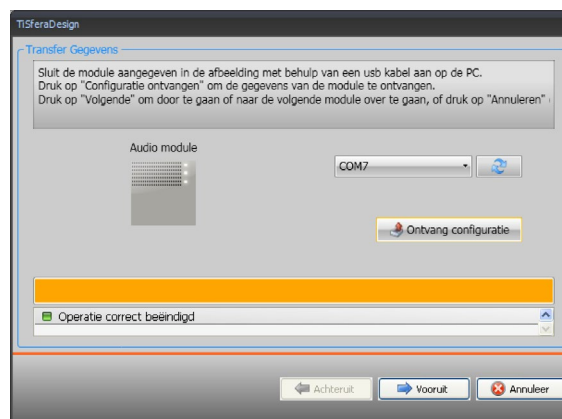 TiSferaDesign
Transfer Gegevens
Sluit de module aangegeven in de afbeelding met behulp van een usb kabel aan op de PC.
Druk op "Configuratie ontvangen" om de gegevens van de module te ontvangen.
Druk op "Volgende" om door te gaan of naar de volgende module over te gaan, of druk op "Annuleren"
Audio module
COM7
Ontvang configuratie
Operatie correct beëindigd
Achteruit
Vooruit
Annuleer